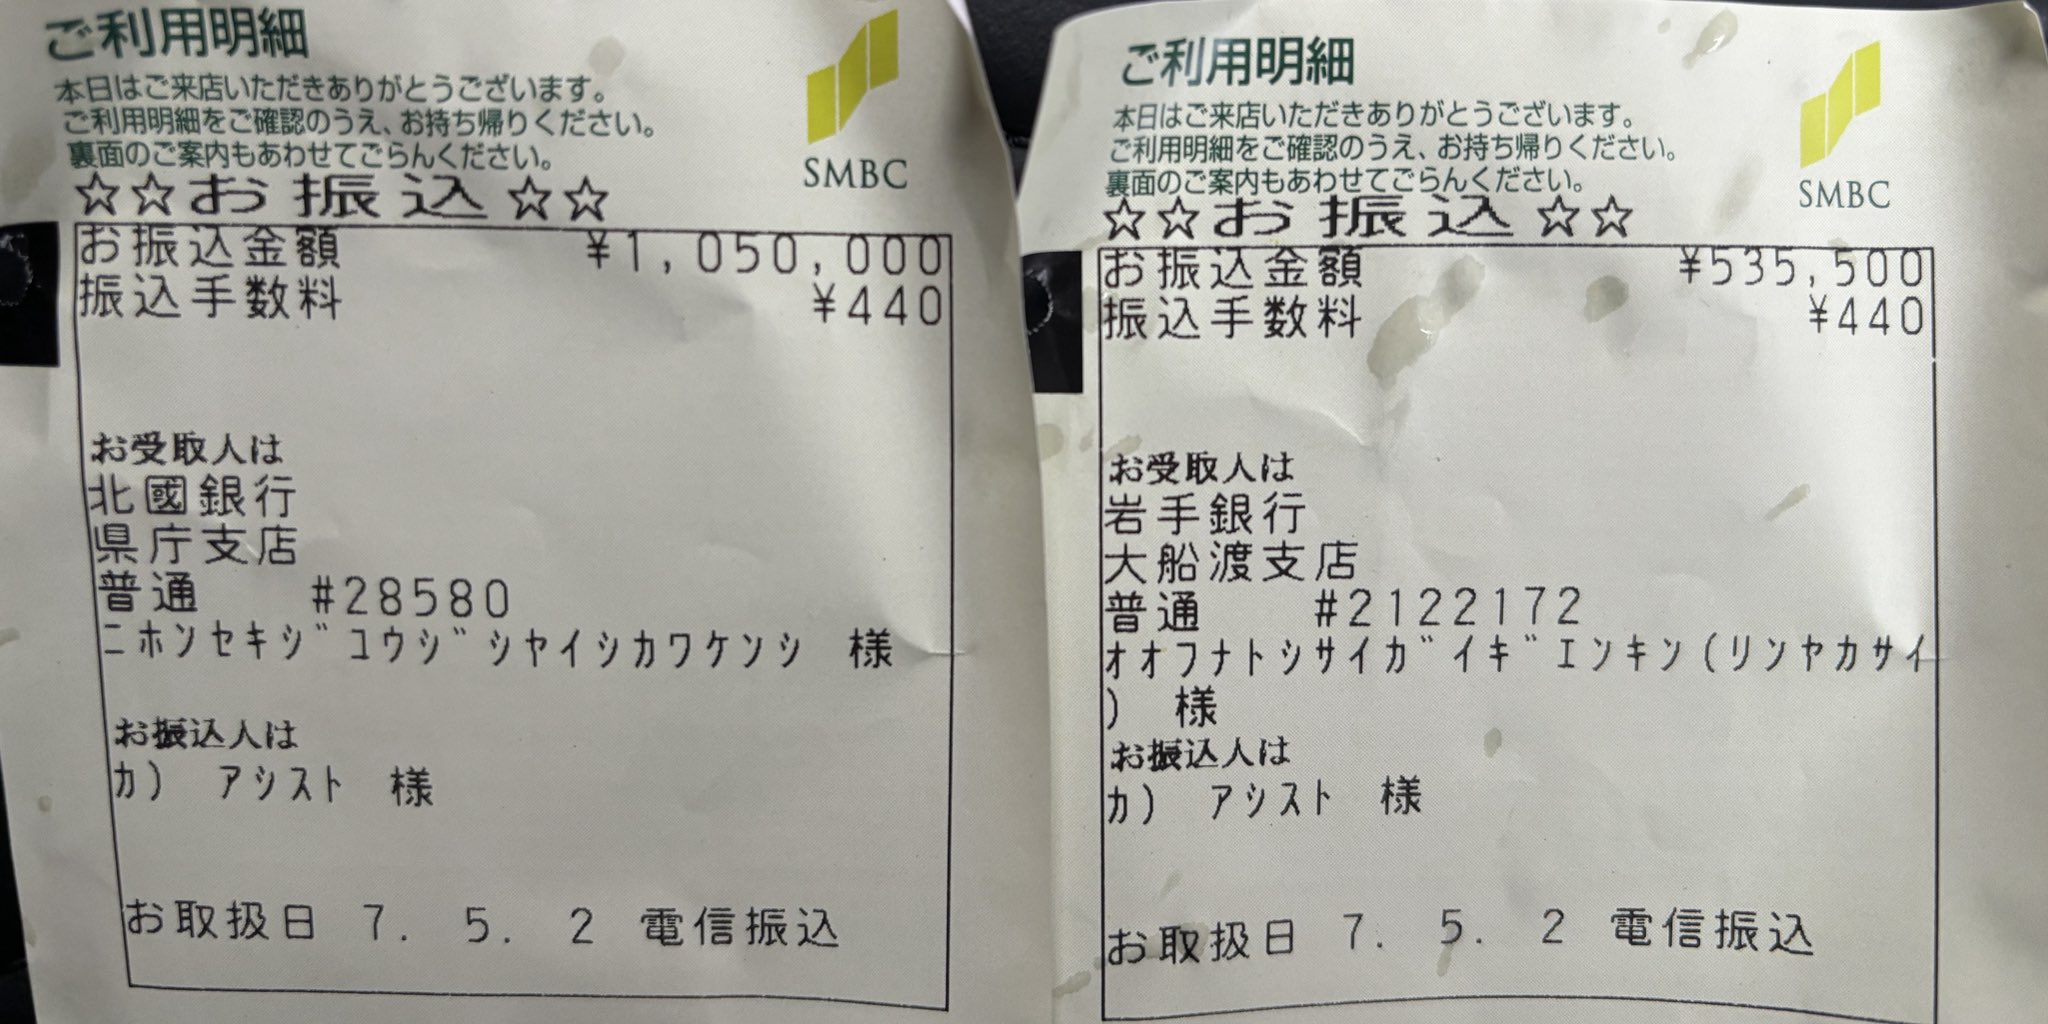 ご利用明細
本日はご来店いただきありがとうございます。
ご利用明細をご確認のうえ、お持ち帰りください。
裏面のご案内もあわせてごらんください。
SMBC
☆☆お振込☆☆
お振込金額 ¥1,050,000
振込手数料 ¥440
お受取人は
北國銀行
県庁支店
普通 #28580
ニホンセキジユウジシヤイシカワケンシ 様
お振込人は
カ) アシスト 様
お取扱日 7. 5. 2 電信振込
ご利用明細
本日はご来店いただきありがとうございます。
ご利用明細をご確認のうえ、お持ち帰りください。
裏面のご案内もあわせてごらんください。
SMBC
☆☆お振込☆☆
お振込金額 ¥535,500
振込手数料 ¥440
お受取人は
岩手銀行
大船渡支店
普通 #2122172
オオフナトシサイガイギエンキン(リンヤカサイ
) 様
お振込人は
カ) アシスト 様
お取扱日 7. 5. 2 電信振込